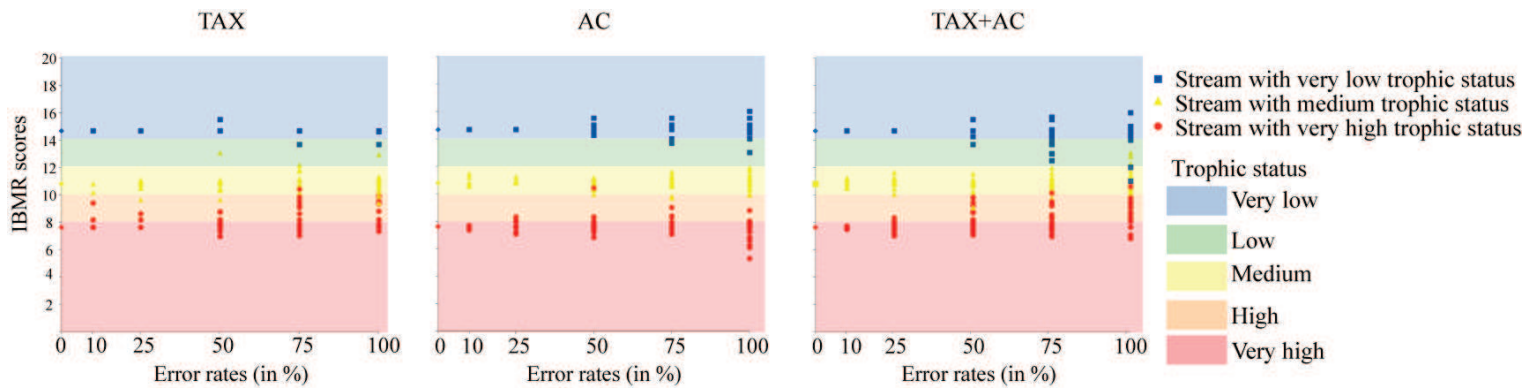 TAX
AC
TAX+AC
IBMR scores
20
18
16
14
12
10
8
6
4
2
0 10 25 50 75 100
0 10 25 50 75 100
0 10 25 50 75 100
Error rates (in %)
Error rates (in %)
Error rates (in %)
Stream with very low trophic status
Stream with medium trophic status
Stream with very high trophic status
Trophic status
Very low
Low
Medium
High
Very high